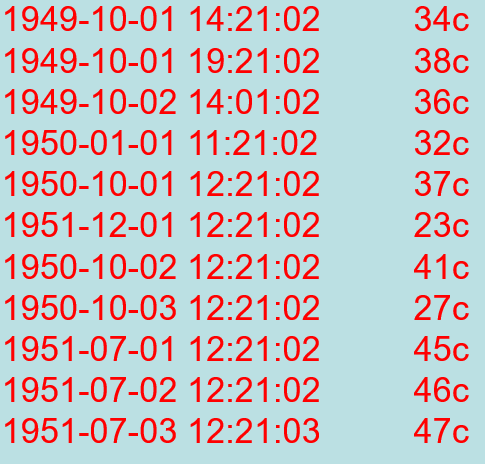 1949-10-01 14:21:02 34c
1949-10-01 19:21:02 38c
1949-10-02 14:01:02 36c
1950-01-01 11:21:02 32c
1950-10-01 12:21:02 37c
1951-12-01 12:21:02 23c
1950-10-02 12:21:02 41c
1950-10-03 12:21:02 27c
1951-07-01 12:21:02 45c
1951-07-02 12:21:02 46c
1951-07-03 12:21:03 47c